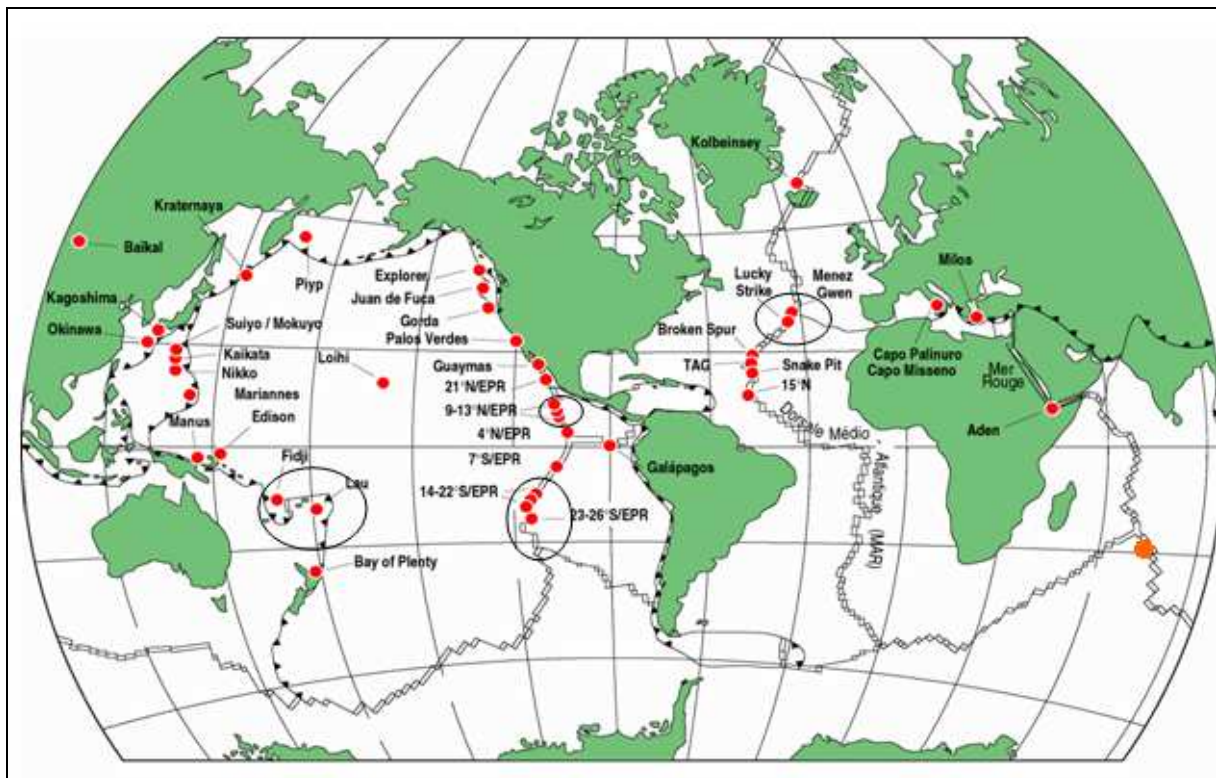 Kolbeinsey
Kraternaya
Baïkal
Piyp
Explorer
Juan de Fuca
Gorda
Palos Verdes
Lucky
Strike
Menez
Gwen
Milos
Kagoshima
Okinawa
Suiyo / Mokuyo
Kaikata
Nikko
Loihi
Mariannes
Manus
Edison
Guaymas
21°N/EPR
9-13°N/EPR
4°N/EPR
7°S/EPR
Galápagos
Broken Spur
TAG
Snake Pit
15°N
Capo Palinuro
Capo Misseno
Mer
Rouge
Aden
Dorsale Médio -
Atlantique (MAR)
Fidji
Lau
14-22°S/EPR
23-26°S/EPR
Bay of Plenty